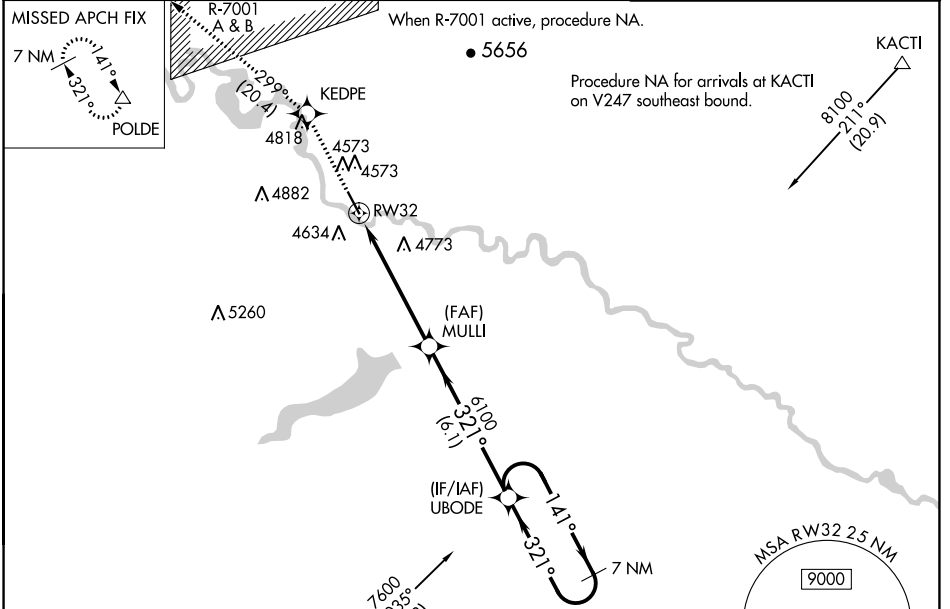 MISSED APCH FIX
7 NM
141°
321°
POLDE
R-7001
A & B
When R-7001 active, procedure NA.
5656
KACTI
Procedure NA for arrivals at KACTI
on V247 southeast bound.
8100
211°
(20.9)
299°
(20.4)
KEDPE
4818
4573
4573
4882
RW32
4634
4773
5260
(FAF)
MULLI
6100
321°
(6.1)
(IF/IAF)
UBODE
141°
321°
7 NM
7600
MSA RW32 25 NM
9000